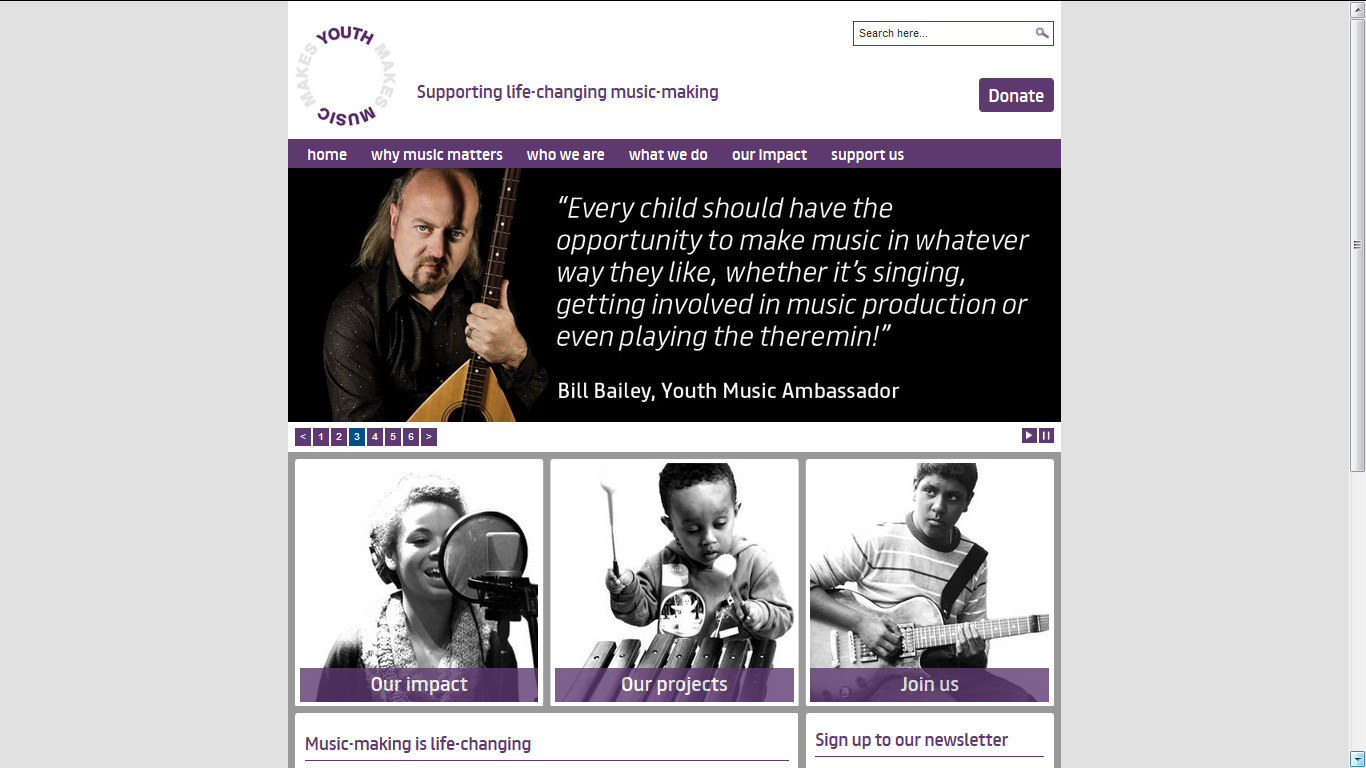 YOUTH MAKES MUSIC MAKES
Search here...
Supporting life-changing music-making
Donate
home why music matters who we are what we do our impact support us
“Every child should have the
opportunity to make music in whatever
way they like, whether it’s singing,
getting involved in music production or
even playing the theremin!”
Bill Bailey, Youth Music Ambassador
< 1 2 3 4 5 6 >
Our impact
Our projects
Join us
Music-making is life-changing
Sign up to our newsletter